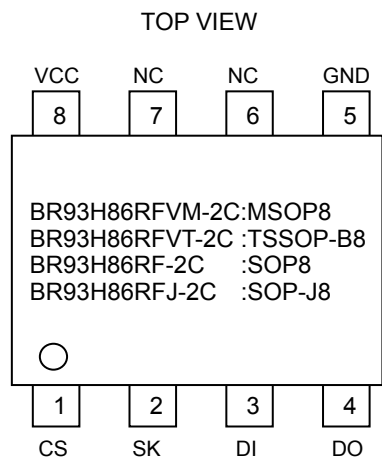 TOP VIEW
VCC NC NC GND
8 7 6 5
BR93H86RFVM-2C:MSOP8
BR93H86RFVT-2C :TSSOP-B8
BR93H86RF-2C :SOP8
BR93H86RFJ-2C :SOP-J8
1 2 3 4
CS SK DI DO